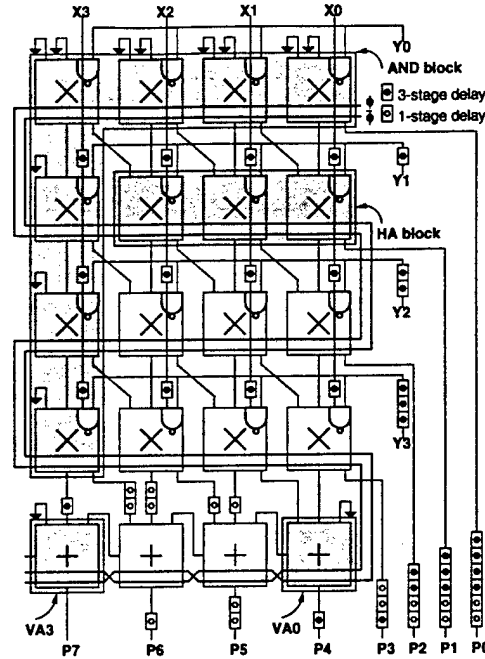 X3 X2 X1 X0
Y0
AND block
3-stage delay
1-stage delay
Y1
HA block
Y2
Y3
VA3 VA0
P7 P6 P5 P4 P3 P2 P1 P0